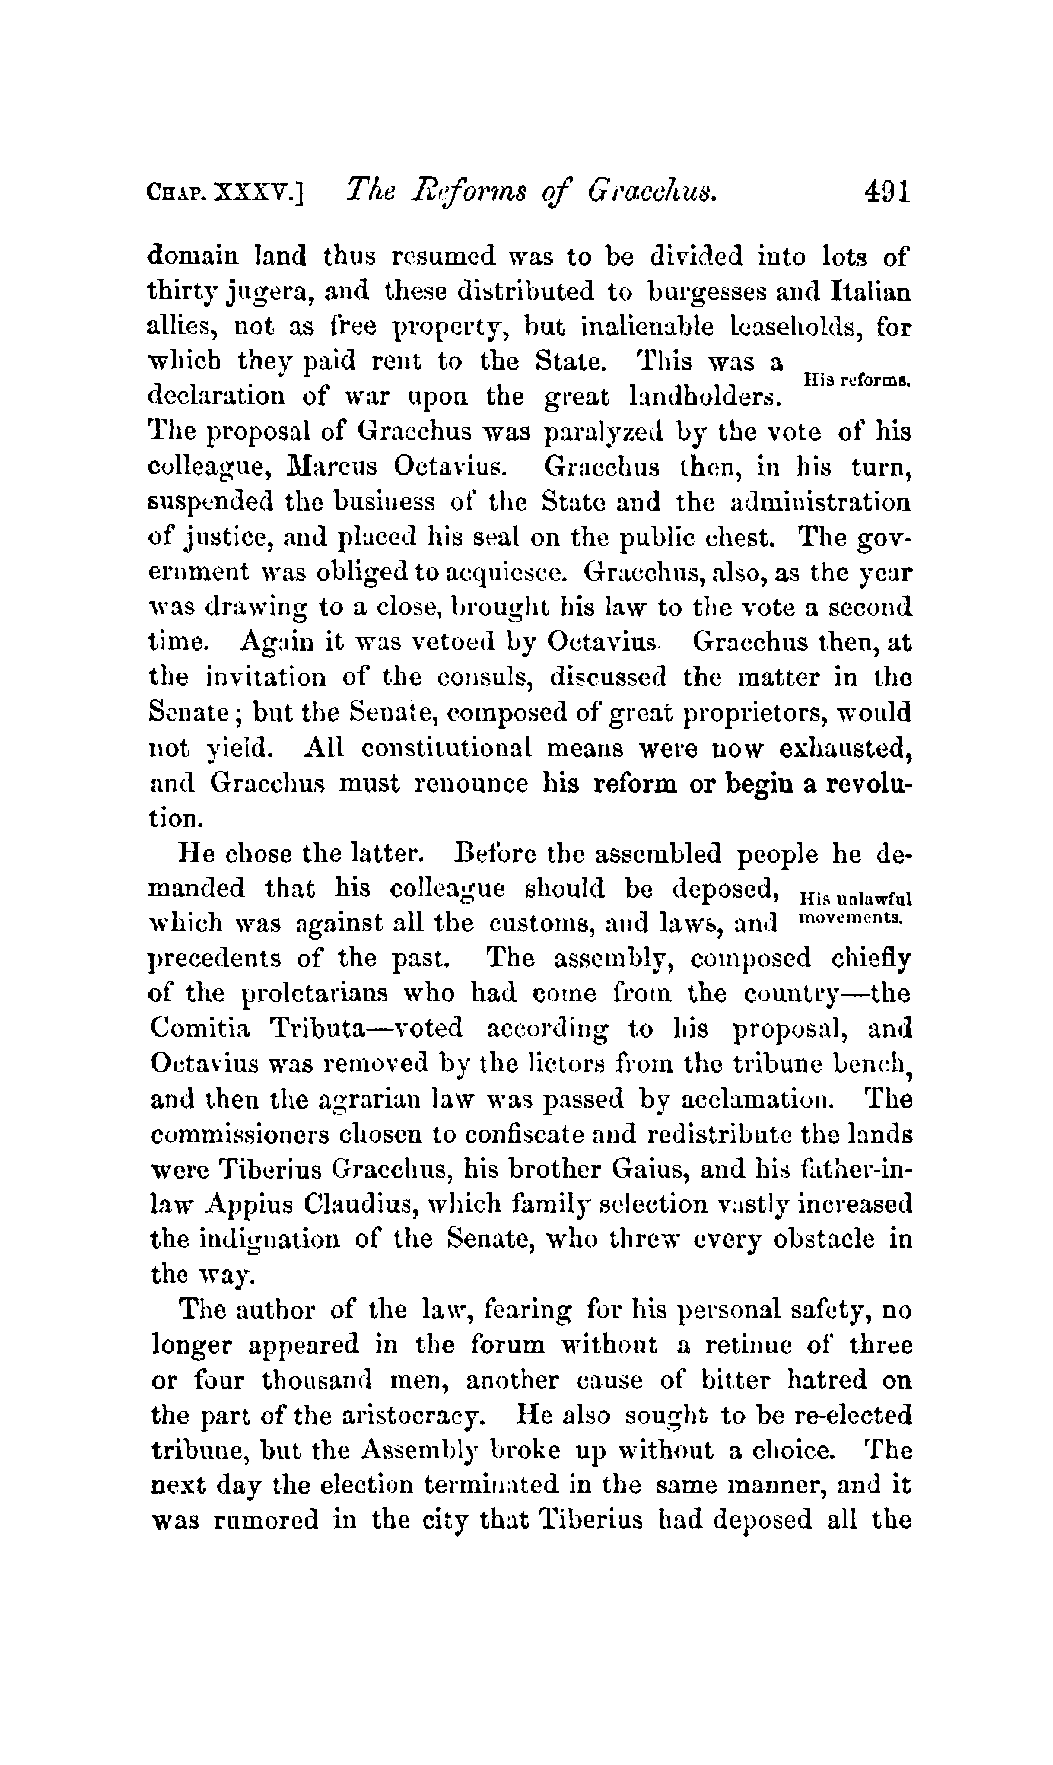 CHAP. XXXV.] The Reforms of Gracchus. 491
domain land thus resumed was to be divided into lots of
thirty jugera, and these distributed to burgesses and Italian
allies, not as free property, but inalienable leaseholds, for
which they paid rent to the State. This was a
His reforms.
declaration of war upon the great landholders.
The proposal of Gracchus was paralyzed by the vote of his
colleague, Marcus Octavius. Gracchus then, in his turn,
suspended the business of the State and the administration
of justice, and placed his seal on the public chest. The gov-
ernment was obliged to acquiesce. Gracchus, also, as the year
was drawing to a close, brought his law to the vote a second
time. Again it was vetoed by Octavius. Gracchus then, at
the invitation of the consuls, discussed the matter in the
Senate; but the Senate, composed of great proprietors, would
not yield. All constitutional means were now exhausted,
and Gracchus must renounce his reform or begin a revolu-
tion.
He chose the latter. Before the assembled people he de-
manded that his colleague should be deposed,
His unlawful
which was against all the customs, and laws, and
movements.
precedents of the past. The assembly, composed chiefly
of the proletarians who had come from the country—the
Comitia Tributa—voted according to his proposal, and
Octavius was removed by the lictors from the tribune bench,
and then the agrarian law was passed by acclamation. The
commissioners chosen to confiscate and redistribute the lands
were Tiberius Gracchus, his brother Gaius, and his father-in-
law Appius Claudius, which family selection vastly increased
the indignation of the Senate, who threw every obstacle in
the way.
The author of the law, fearing for his personal safety, no
longer appeared in the forum without a retinue of three
or four thousand men, another cause of bitter hatred on
the part of the aristocracy. He also sought to be re-elected
tribune, but the Assembly broke up without a choice. The
next day the election terminated in the same manner, and it
was rumored in the city that Tiberius had deposed all the